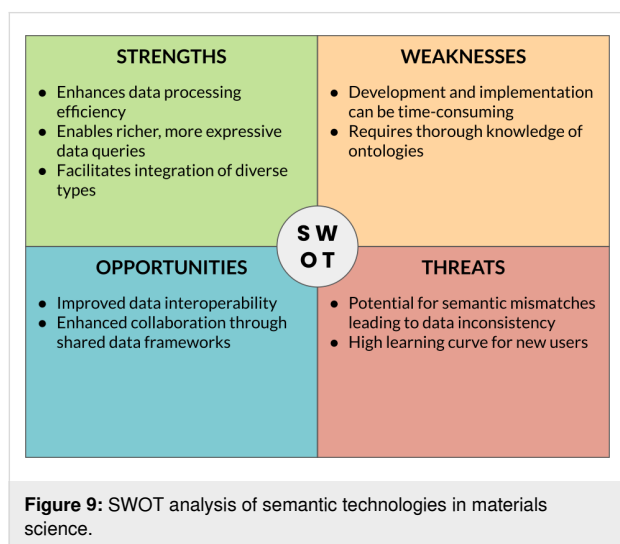 STRENGTHS
● Enhances data processing
efficiency
● Enables richer, more expressive
data queries
● Facilitates integration of diverse
types
WEAKNESSES
● Development and implementation
can be time-consuming
● Requires thorough knowledge of
ontologies
S W
O T
OPPORTUNITIES
● Improved data interoperability
● Enhanced collaboration through
shared data frameworks
THREATS
● Potential for semantic mismatches
leading to data inconsistency
● High learning curve for new users
Figure 9: SWOT analysis of semantic technologies in materials
science.